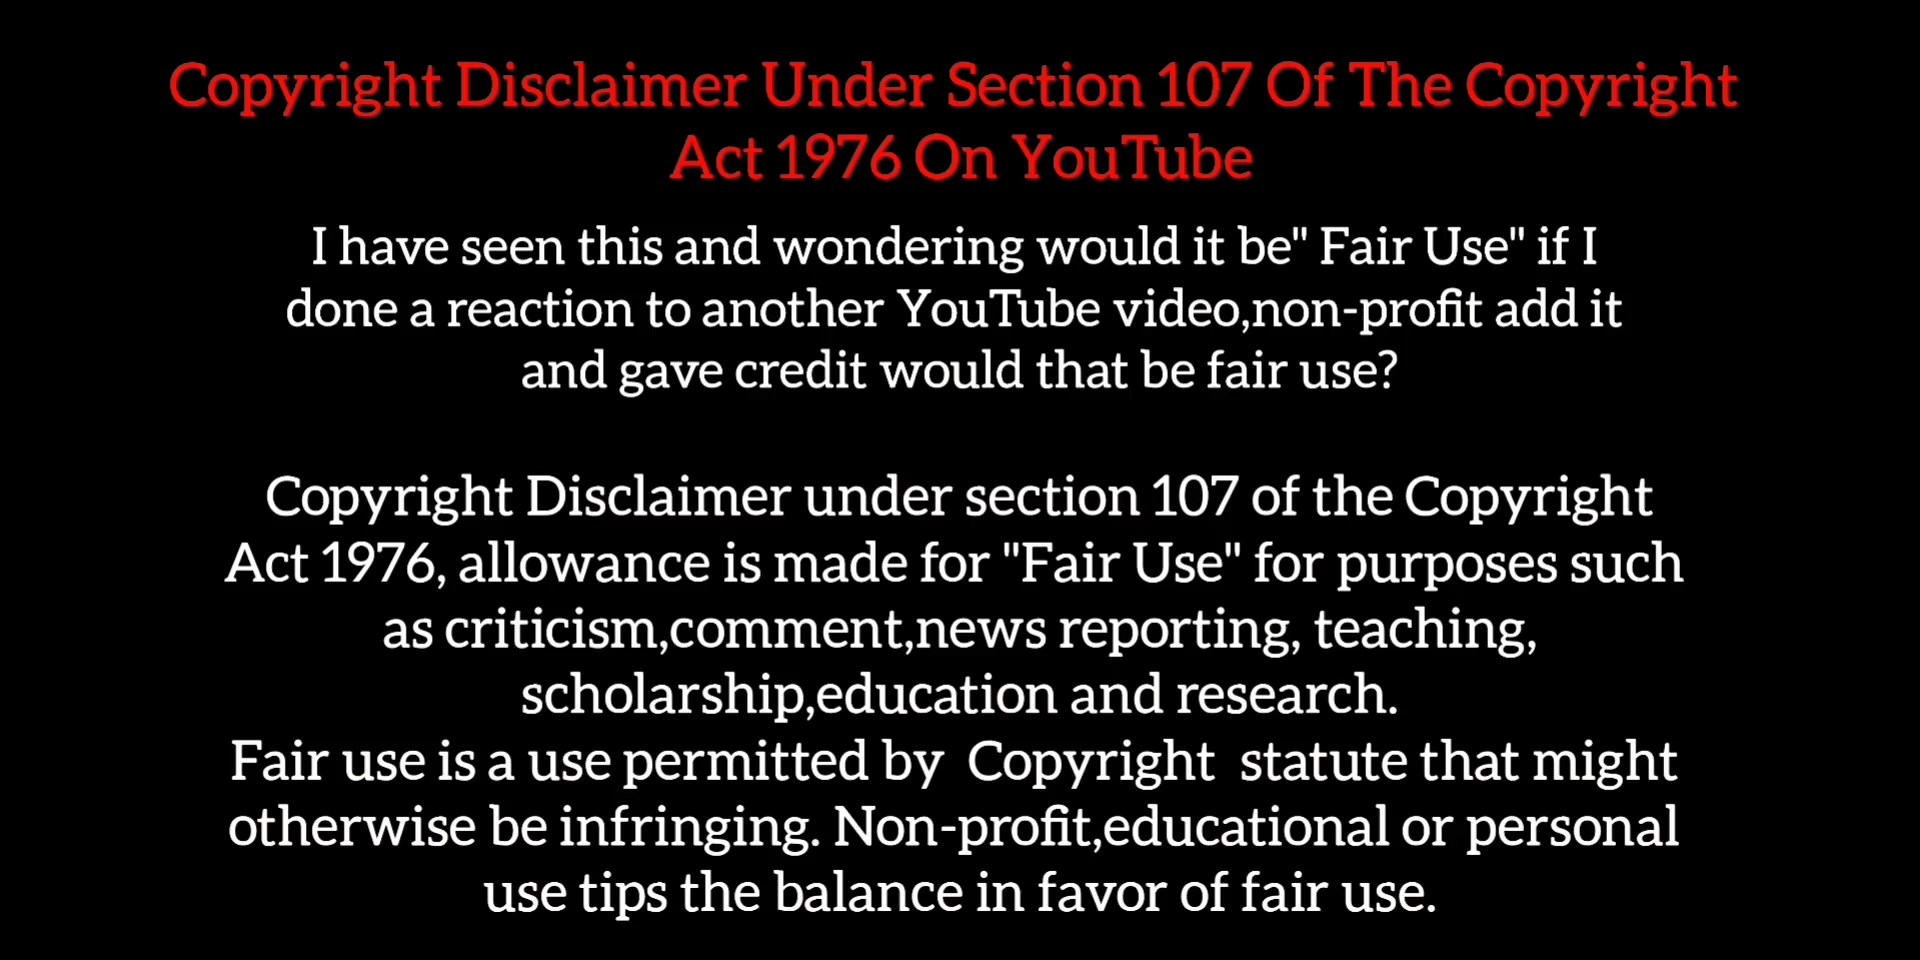 Copyright Disclaimer Under Section 107 Of The Copyright
Act 1976 On YouTube
I have seen this and wondering would it be" Fair Use" if I
done a reaction to another YouTube video,non-profit add it
and gave credit would that be fair use?
Copyright Disclaimer under section 107 of the Copyright
Act 1976, allowance is made for "Fair Use" for purposes such
as criticism,comment,news reporting, teaching,
scholarship,education and research.
Fair use is a use permitted by  Copyright  statute that might
otherwise be infringing. Non-profit,educational or personal
use tips the balance in favor of fair use.